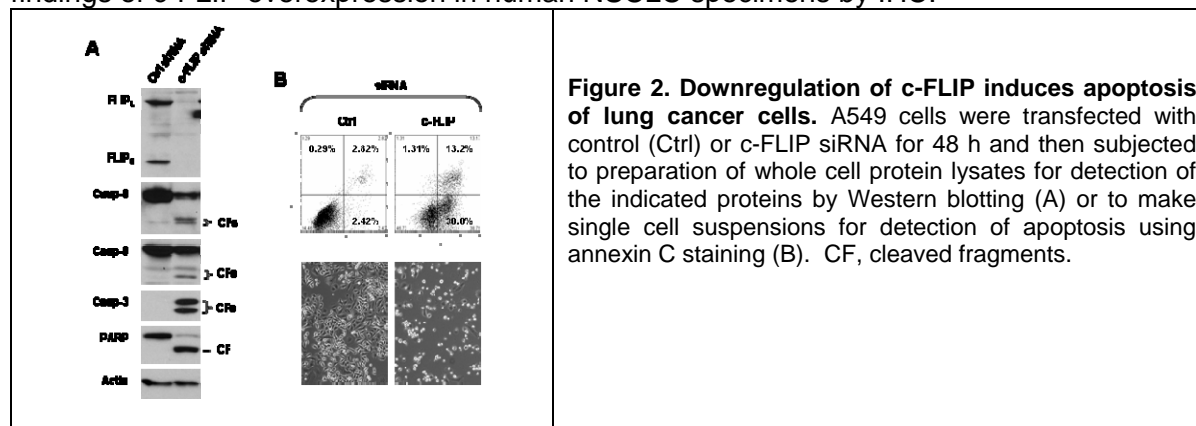 findings of c-FLIP overexpression in human NSCLC specimens by IHC.
A
Ctrl siRNA
c-FLIP siRNA
FLIPL
FLIPS
Casp-8
CFs
CFs
Casp-3
CFs
PARP
CF
Actin
B
siRNA
Ctrl
c-FLIP
0.29%
2.82%
1.31%
13.2%
2.42%
Figure 2. Downregulation of c-FLIP induces apoptosis
of lung cancer cells. A549 cells were transfected with
control (Ctrl) or c-FLIP siRNA for 48 h and then subjected
to preparation of whole cell protein lysates for detection of
the indicated proteins by Western blotting (A) or to make
single cell suspensions for detection of apoptosis using
annexin C staining (B). CF, cleaved fragments.